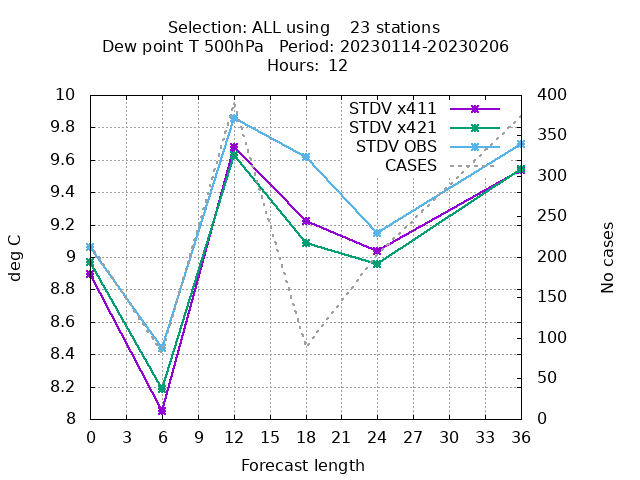 Selection: ALL using    23 stations
Dew point T 500hPa   Period: 20230114-20230206
Hours: 12
STDV x411
STDV x421
STDV OBS
CASES
10
9.8
9.6
9.4
9.2
9
8.8
8.6
8.4
8.2
8
400
350
300
250
200
150
100
50
0
deg C
No cases
0 3 6 9 12 15 18 21 24 27 30 33 36
Forecast length